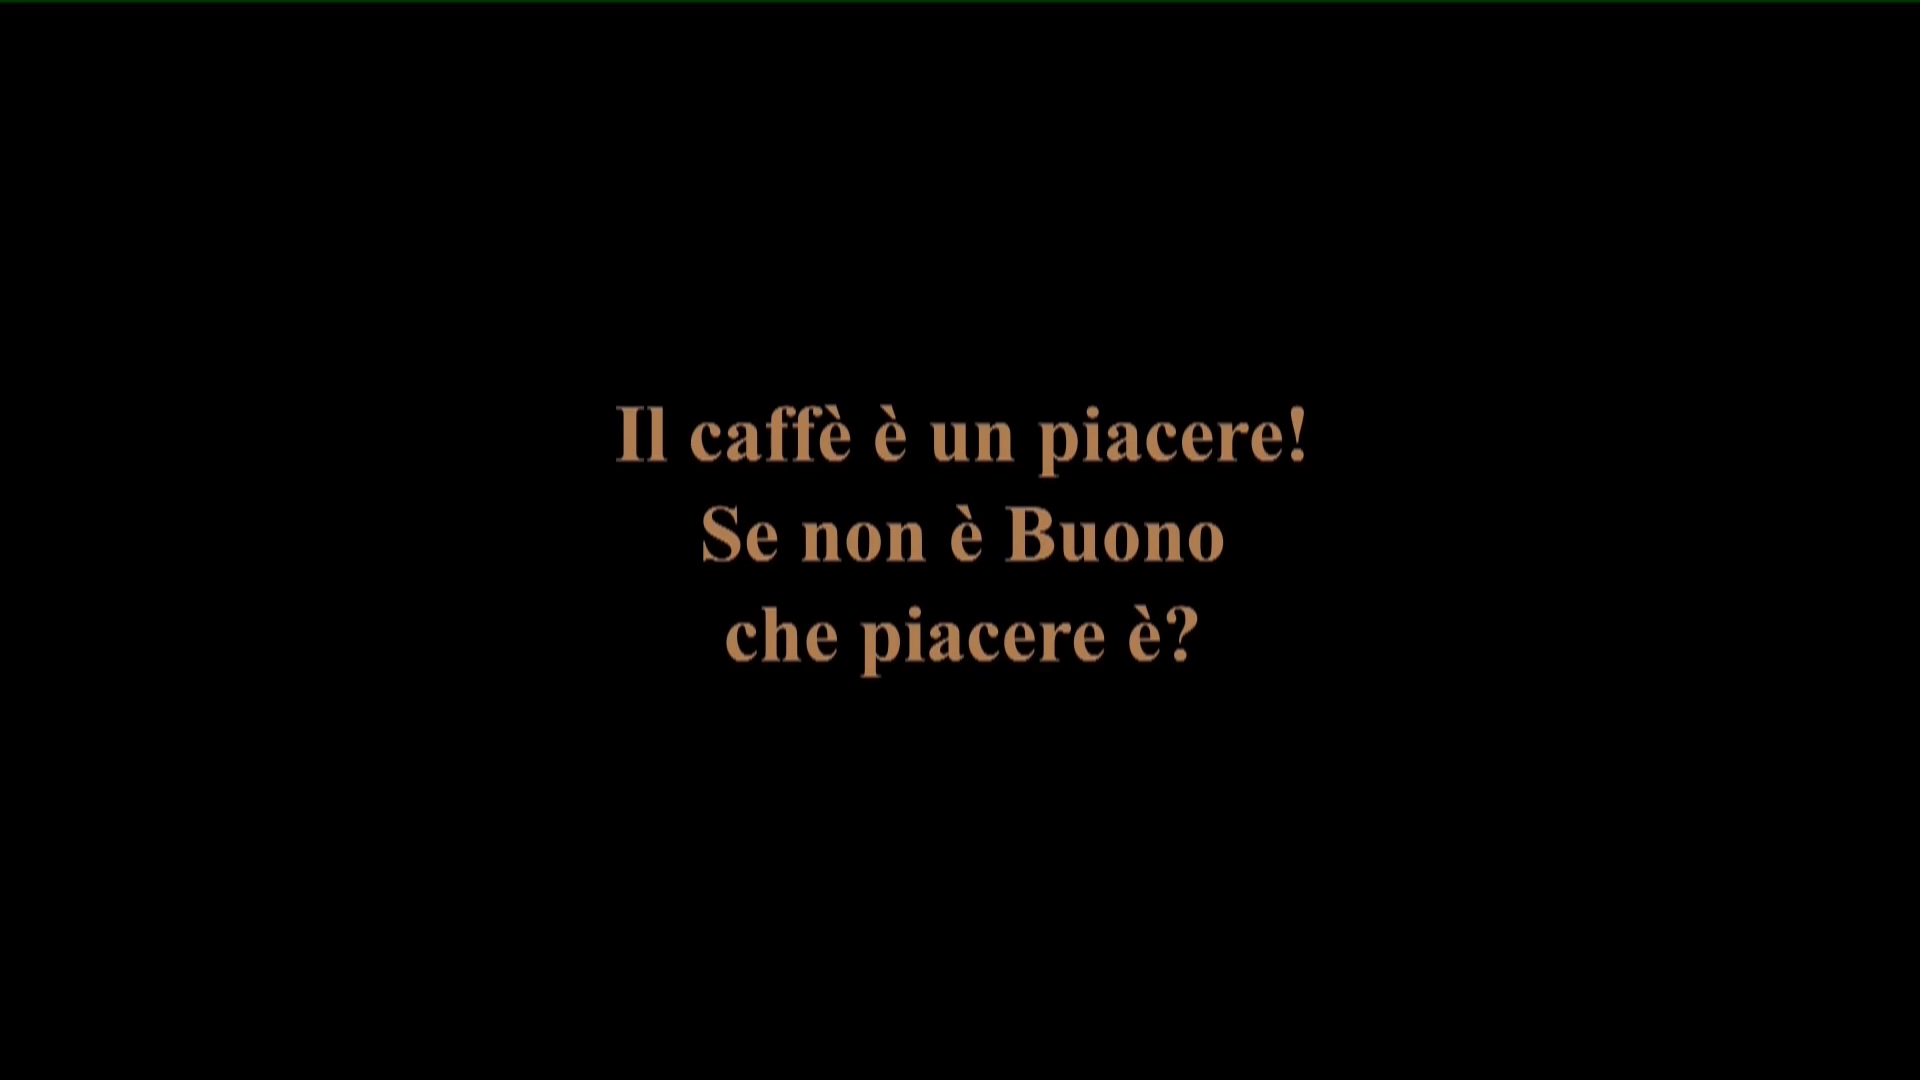 Il caffè è un piacere!
Se non è Buono
che piacere è?